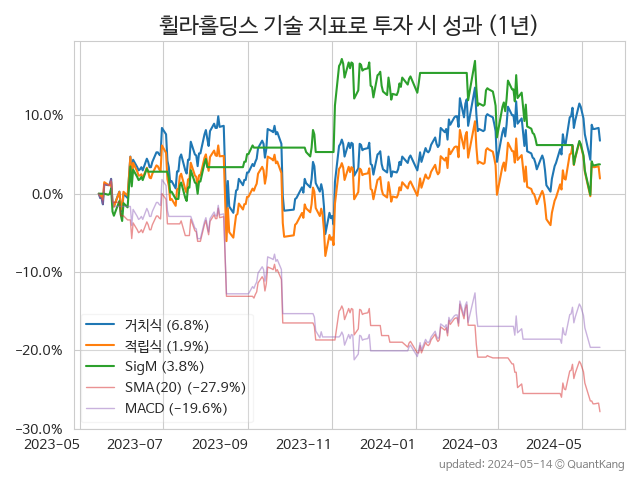 휠라홀딩스 기술 지표로 투자 시 성과 (1년)
10.0%
0.0%
−10.0%
−20.0%
−30.0%
거치식 (6.8%)
적립식 (1.9%)
SigM (3.8%)
SMA(20) (−27.9%)
MACD (−19.6%)
2023−05 2023−07 2023−09 2023−11 2024−01 2024−03 2024−05
updated: 2024−05−14 © QuantKang